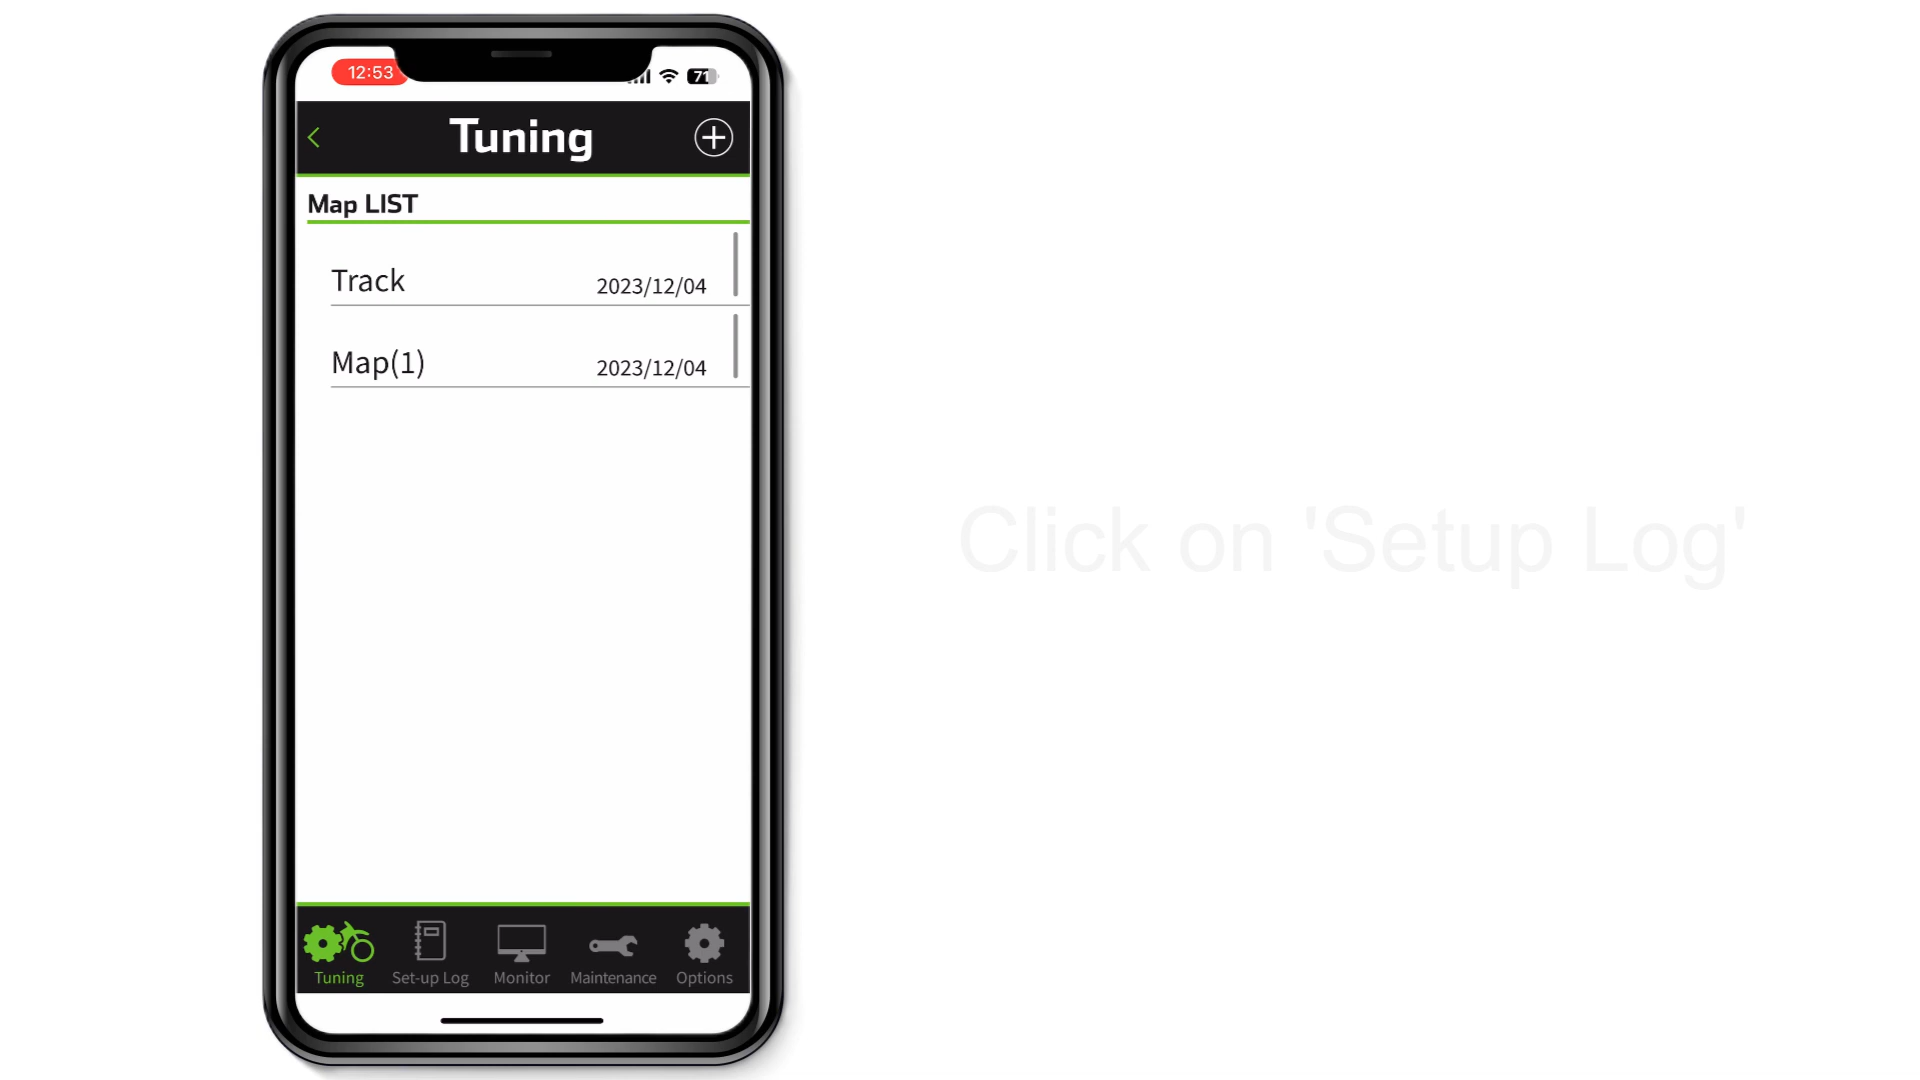 12:53
71
Tuning
Map LIST
Track 2023/12/04
Map(1) 2023/12/04
Click on 'Setup Log'
Tuning Set-up Log Monitor Maintenance Options